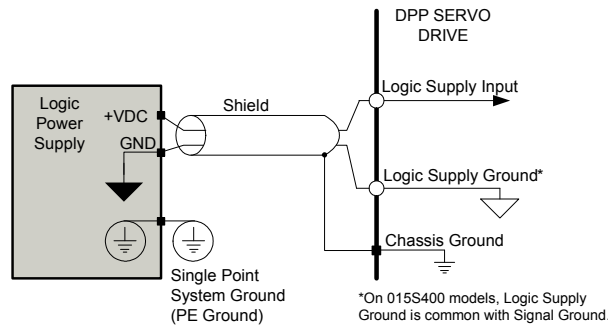 DPP SERVO
DRIVE
Logic
Power
Supply
+VDC
GND
Shield
Logic Supply Input
Logic Supply Ground*
Chassis Ground
Single Point
System Ground
(PE Ground)
*On 015S400 models, Logic Supply
Ground is common with Signal Ground.